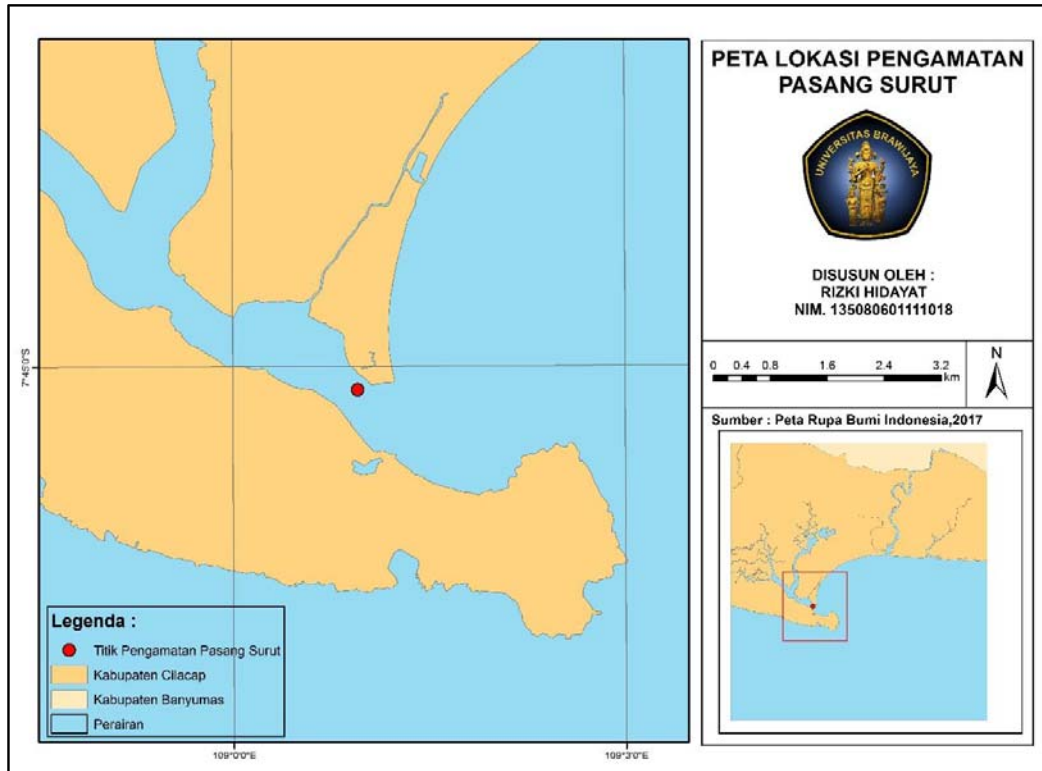 PETA LOKASI PENGAMATAN
PASANG SURUT
UNIVERSITAS BRAWIJAYA
DISUSUN OLEH :
RIZKI HIDAYAT
NIM. 135080601111018
0 0.4 0.8 1.6 2.4 3.2
km
N
Sumber : Peta Rupa Bumi Indonesia,2017
7°45'0"S
Legenda :
Titik Pengamatan Pasang Surut
Kabupaten Cilacap
Kabupaten Banyumas
Perairan
109°0'0"E 109°3'0"E